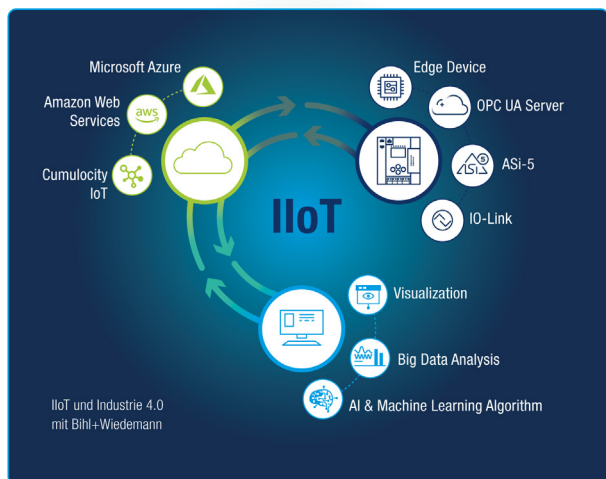 Microsoft Azure
Amazon Web
Services
aws
Cumulocity
IoT
Edge Device
OPC UA Server
ASi-5
ASi 5
IO-Link
IIoT
Visualization
Big Data Analysis
AI & Machine Learning Algorithm
IIoT und Industrie 4.0
mit Bihl+Wiedemann